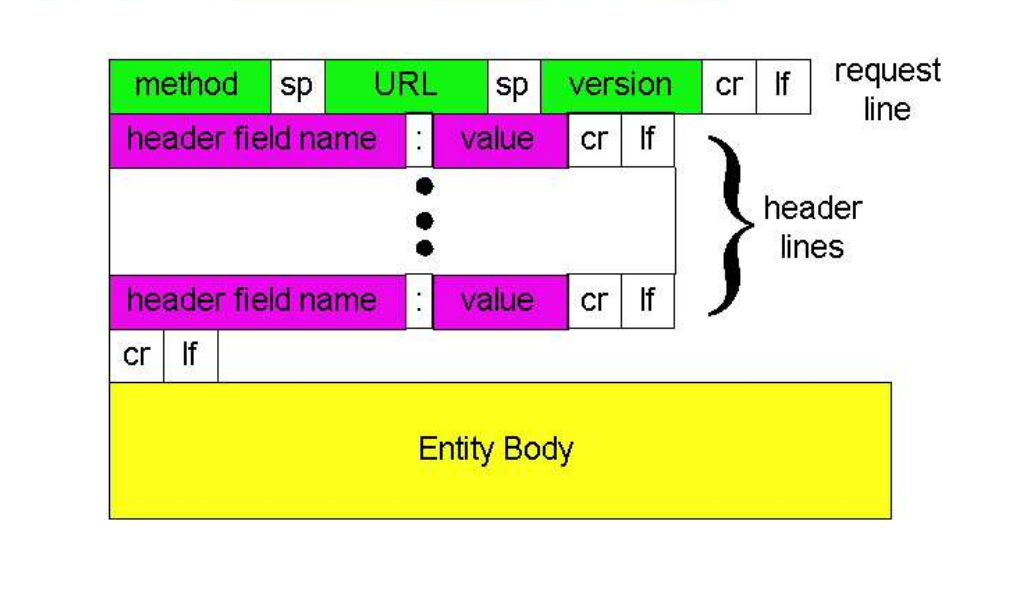 method sp URL sp version cr lf request line
header field name : value cr lf
header lines
header field name : value cr lf
cr lf
Entity Body